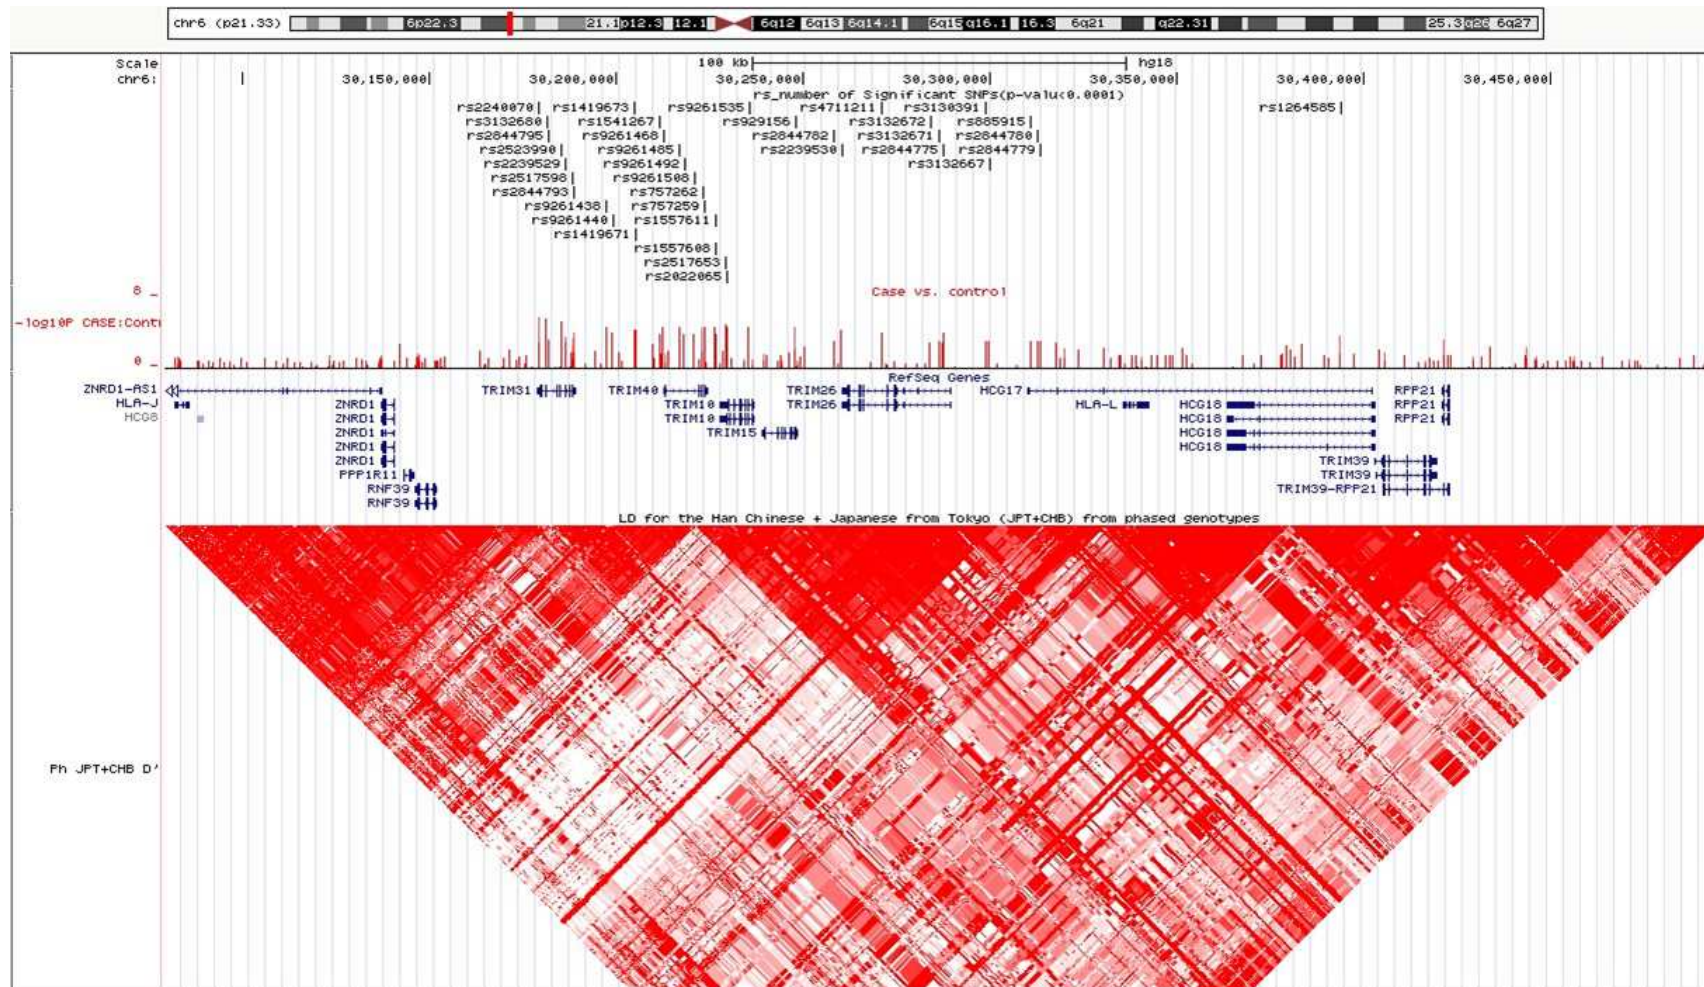 chr6 (p21.33) 6p22.3 21.1 p12.3 12.1 6q12 6q13 6q14.1 6q15 q16.1 16.3 6q21 q22.31 25.3 q26 6q27
Scale 100 kb hg18
chr6: 30,150,000 30,200,000 30,250,000 30,300,000 30,350,000 30,400,000 30,450,000
rs_number of Significant SNPs(p-valu<0.0001)
rs2240070 rs1419673 rs9261535 rs4711211 rs3130391 rs1264585
rs3132680 rs1541267 rs929156 rs3132672 rs885915
rs2844795 rs9261468 rs2844782 rs3132671 rs2844780
rs2523990 rs9261485 rs2239530 rs2844775 rs2844779
rs2239529 rs9261492 rs3132667
rs2517598 rs9261508
rs2844793 rs757262
rs9261438 rs757259
rs9261440 rs1557611
rs1419671
rs1557608
rs2517653
rs2022065
8 _ Case vs. control
-log10P CASE:Conti
0 _
RefSeq Genes
ZNRD1-AS1 TRIM31 TRIM40 TRIM26 HCG17 RPP21
HLA-J ZNRD1 TRIM10 TRIM26 HLA-L HCG18 RPP21
HCG8 ZNRD1 TRIM10 HCG18 RPP21
ZNRD1 TRIM15 HCG18
ZNRD1 HCG18
ZNRD1 TRIM39
PPP1R11 TRIM39
RNF39 TRIM39-RPP21
RNF39
LD for the Han Chinese + Japanese from Tokyo (JPT+CHB) from phased genotypes
Ph JPT+CHB D'